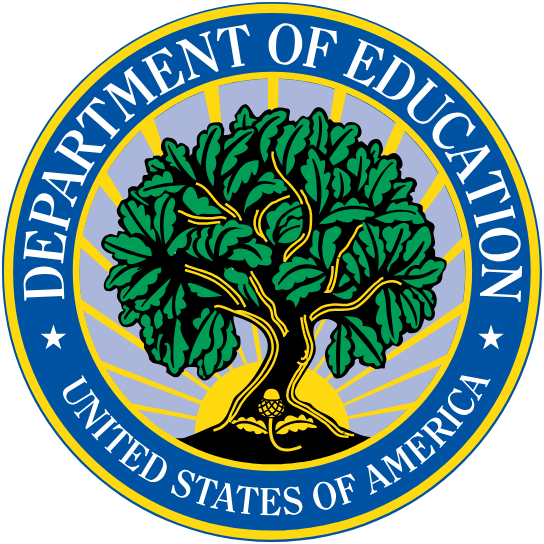 DEPARTMENT OF EDUCATION
UNITED STATES OF AMERICA